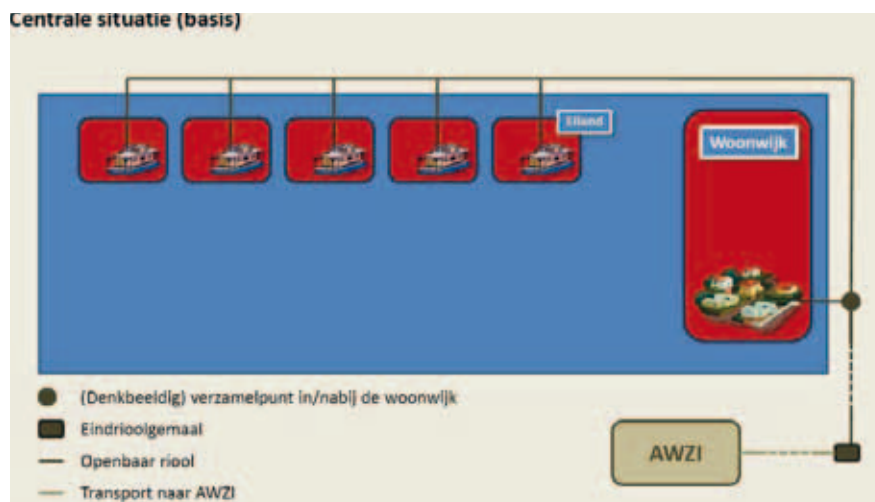 Centrale situatie (basis)
Eiland
Woonwijk
(Denkbeeldig) verzamelpunt in/nabij de woonwijk
Eindrioolgemaal
Openbaar riool
Transport naar AWZI
AWZI